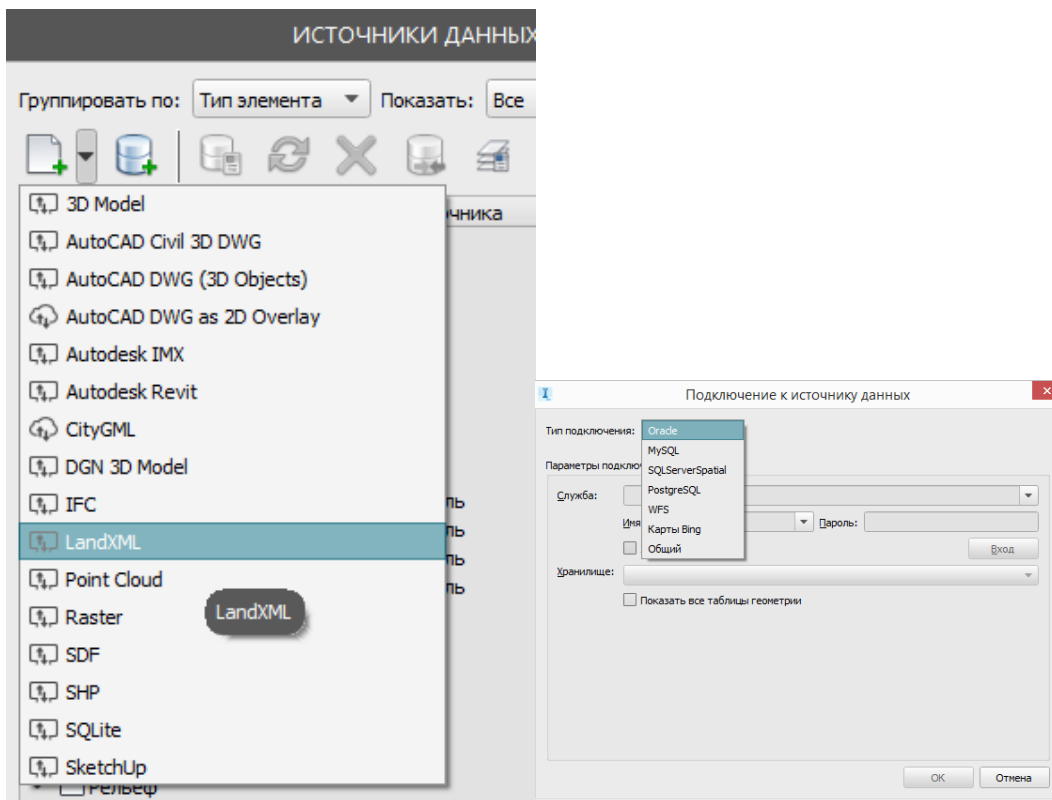 ИСТОЧНИКИ ДАННЫХ
Группировать по: Тип элемента Показать: Все
чника
3D Model
AutoCAD Civil 3D DWG
AutoCAD DWG (3D Objects)
AutoCAD DWG as 2D Overlay
Autodesk IMX
Autodesk Revit
CityGML
DGN 3D Model
IFC
ль
LandXML
ль
Point Cloud
ль
Raster
ль
LandXML
SDF
SHP
SQLite
SketchUp
Рельеф
Подключение к источнику данных
Тип подключения: Oracle
MySQL
Параметры подклю
SQLServerSpatial
PostgreSQL
Служба:
WFS
Имя
Карты Bing
Пароль:
Общий
Вход
Хранилище:
Показать все таблицы геометрии
OK Отмена